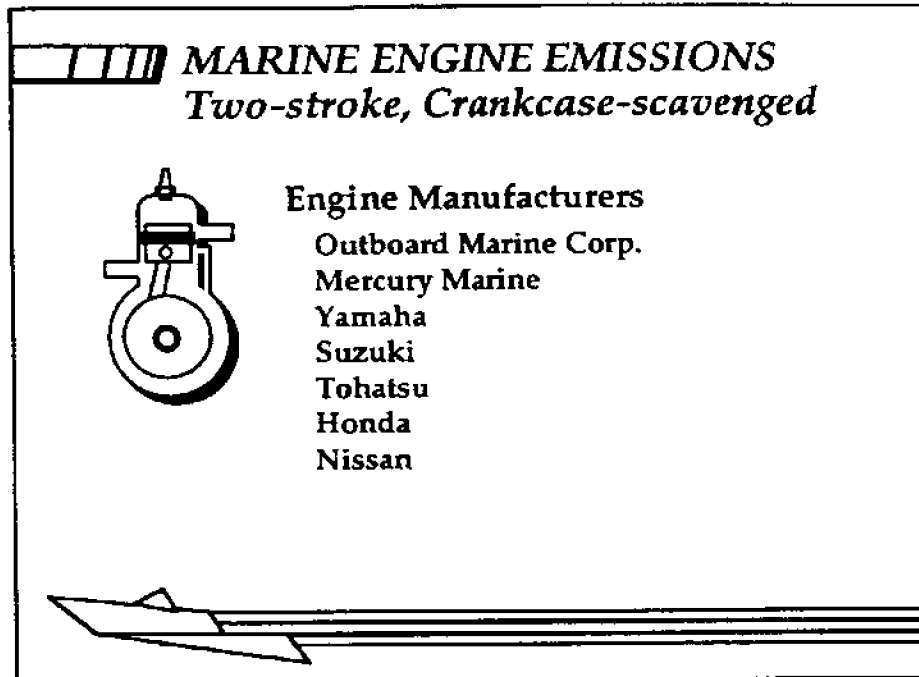 MARINE ENGINE EMISSIONS
Two-stroke, Crankcase-scavenged
Engine Manufacturers
Outboard Marine Corp.
Mercury Marine
Yamaha
Suzuki
Tohatsu
Honda
Nissan